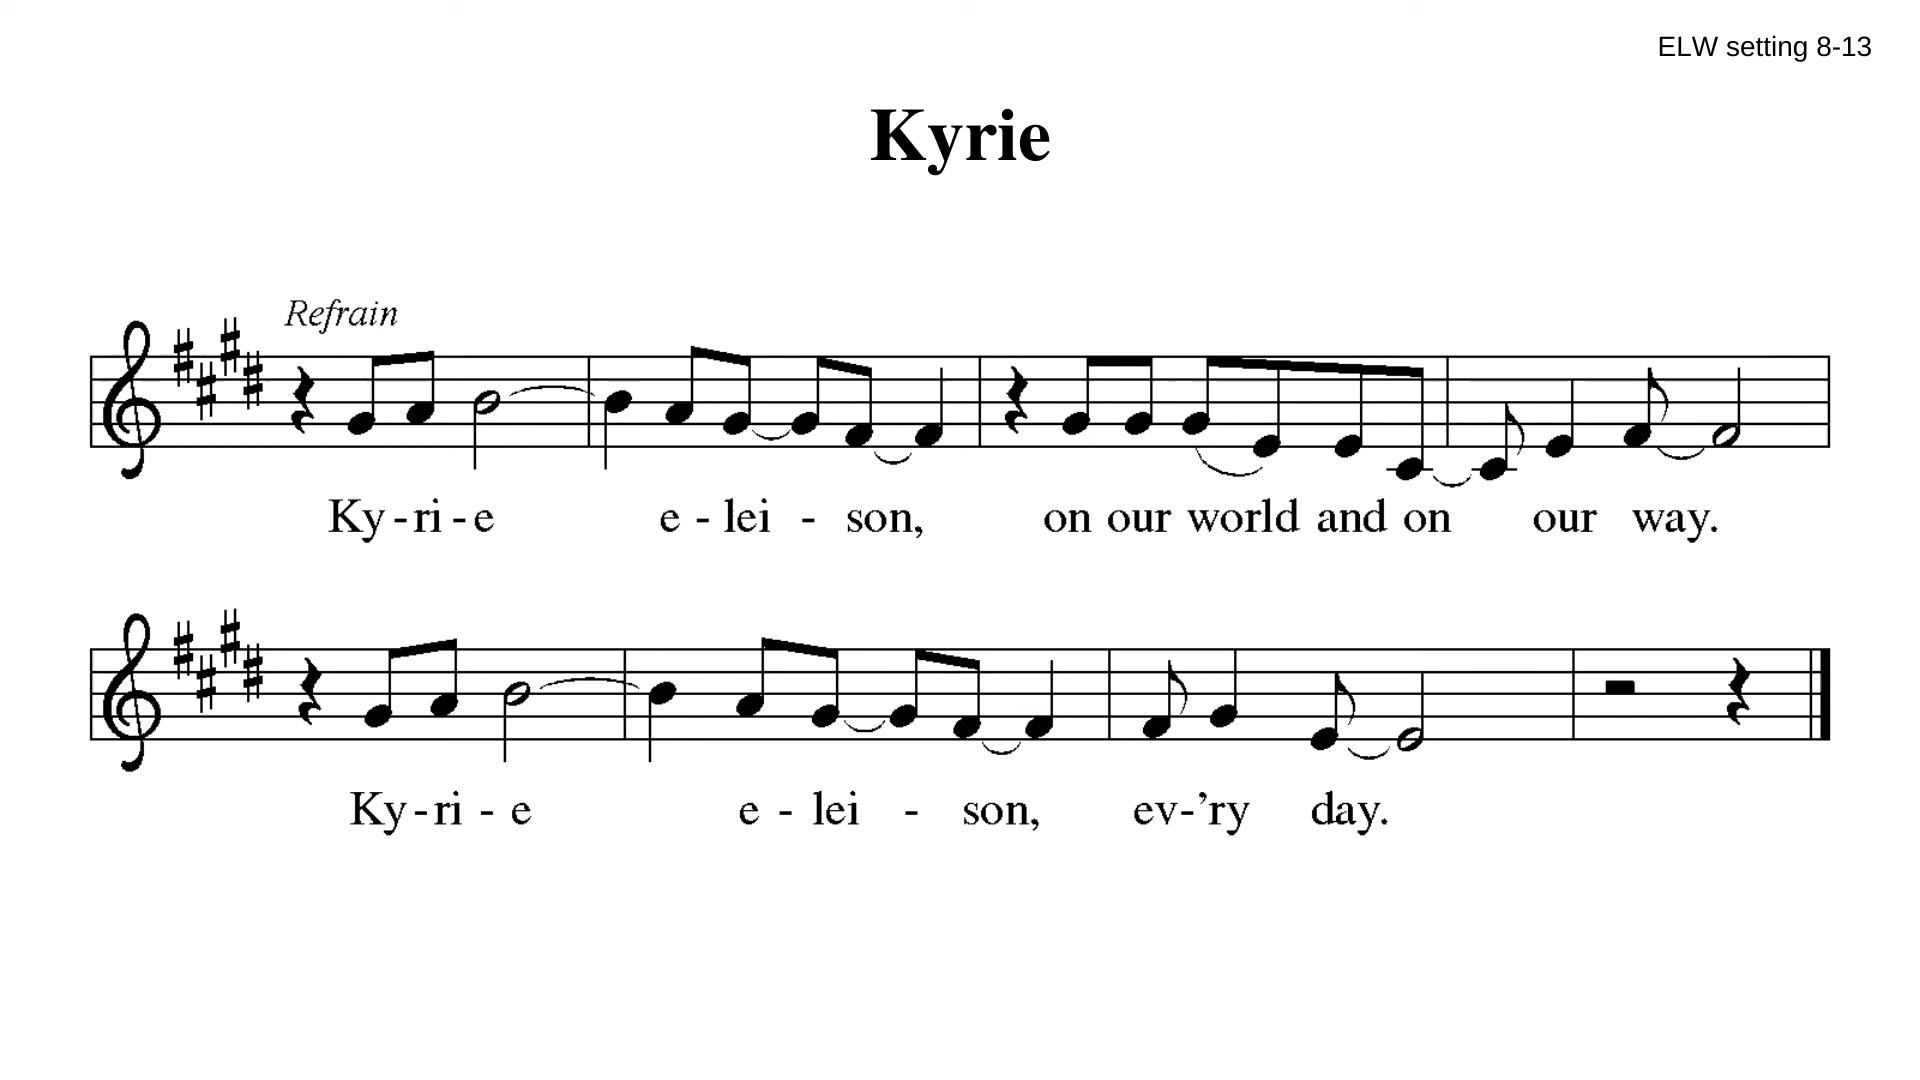 ELW setting 8-13
Kyrie
Refrain
Ky - ri - e e - lei - son, on our world and on our way.
Ky - ri - e e - lei - son, ev-’ry day.